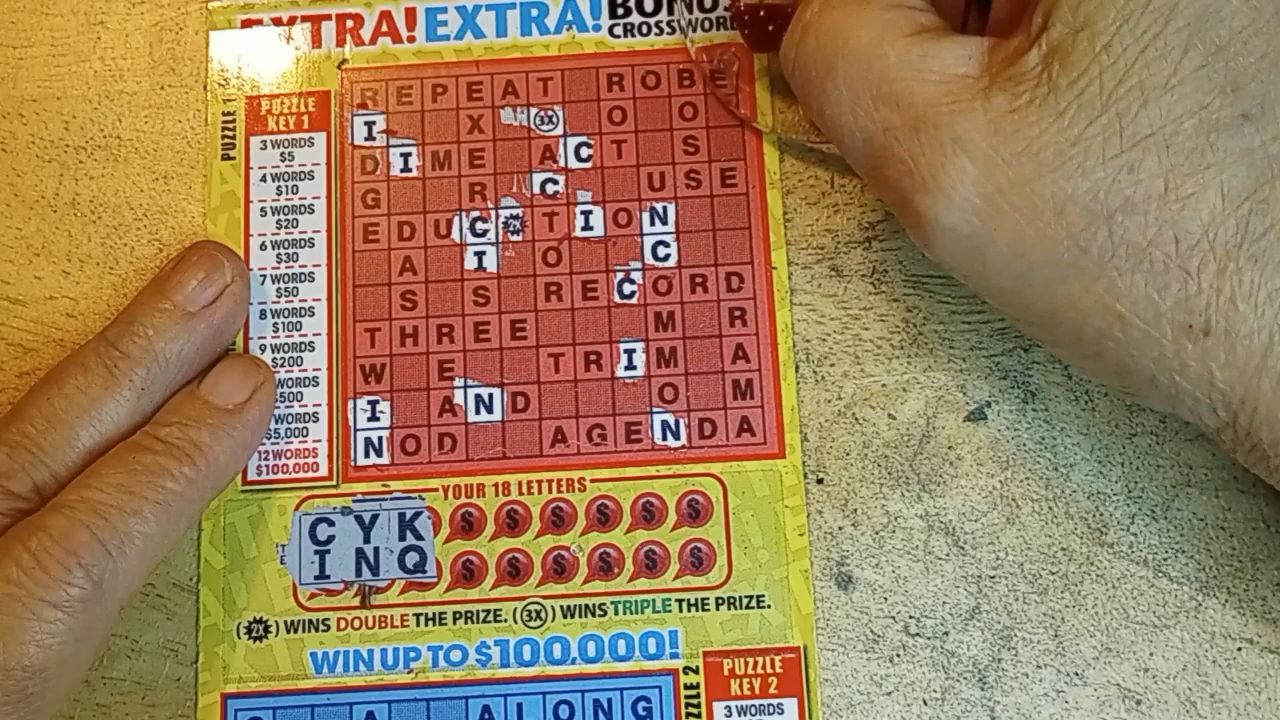 EXTRA! EXTRA! BONUS
CROSSWORD
PUZZLE 1
PUZZLE
KEY 1
3 WORDS
$5
4 WORDS
$10
5 WORDS
$20
6 WORDS
$30
7 WORDS
$50
8 WORDS
$100
9 WORDS
$200
WORDS
$500
WORDS
$5,000
12 WORDS
$100,000
R E P E A T R O B E
I X 3X O O
D I M E A C T S
G R C U S E
E D U C 2X T I O N
A I O C
S S R E C O R D
T H R E E M R
W E T R I M A
I A N D O M
N O D A G E N D A
YOUR 18 LETTERS
C Y K $ $ $ $ $ $
I N Q $ $ $ $ $ $
(2X) WINS DOUBLE THE PRIZE. (3X) WINS TRIPLE THE PRIZE.
WIN UP TO $100,000!
A A L O N G
PUZZLE
KEY 2
3 WORDS